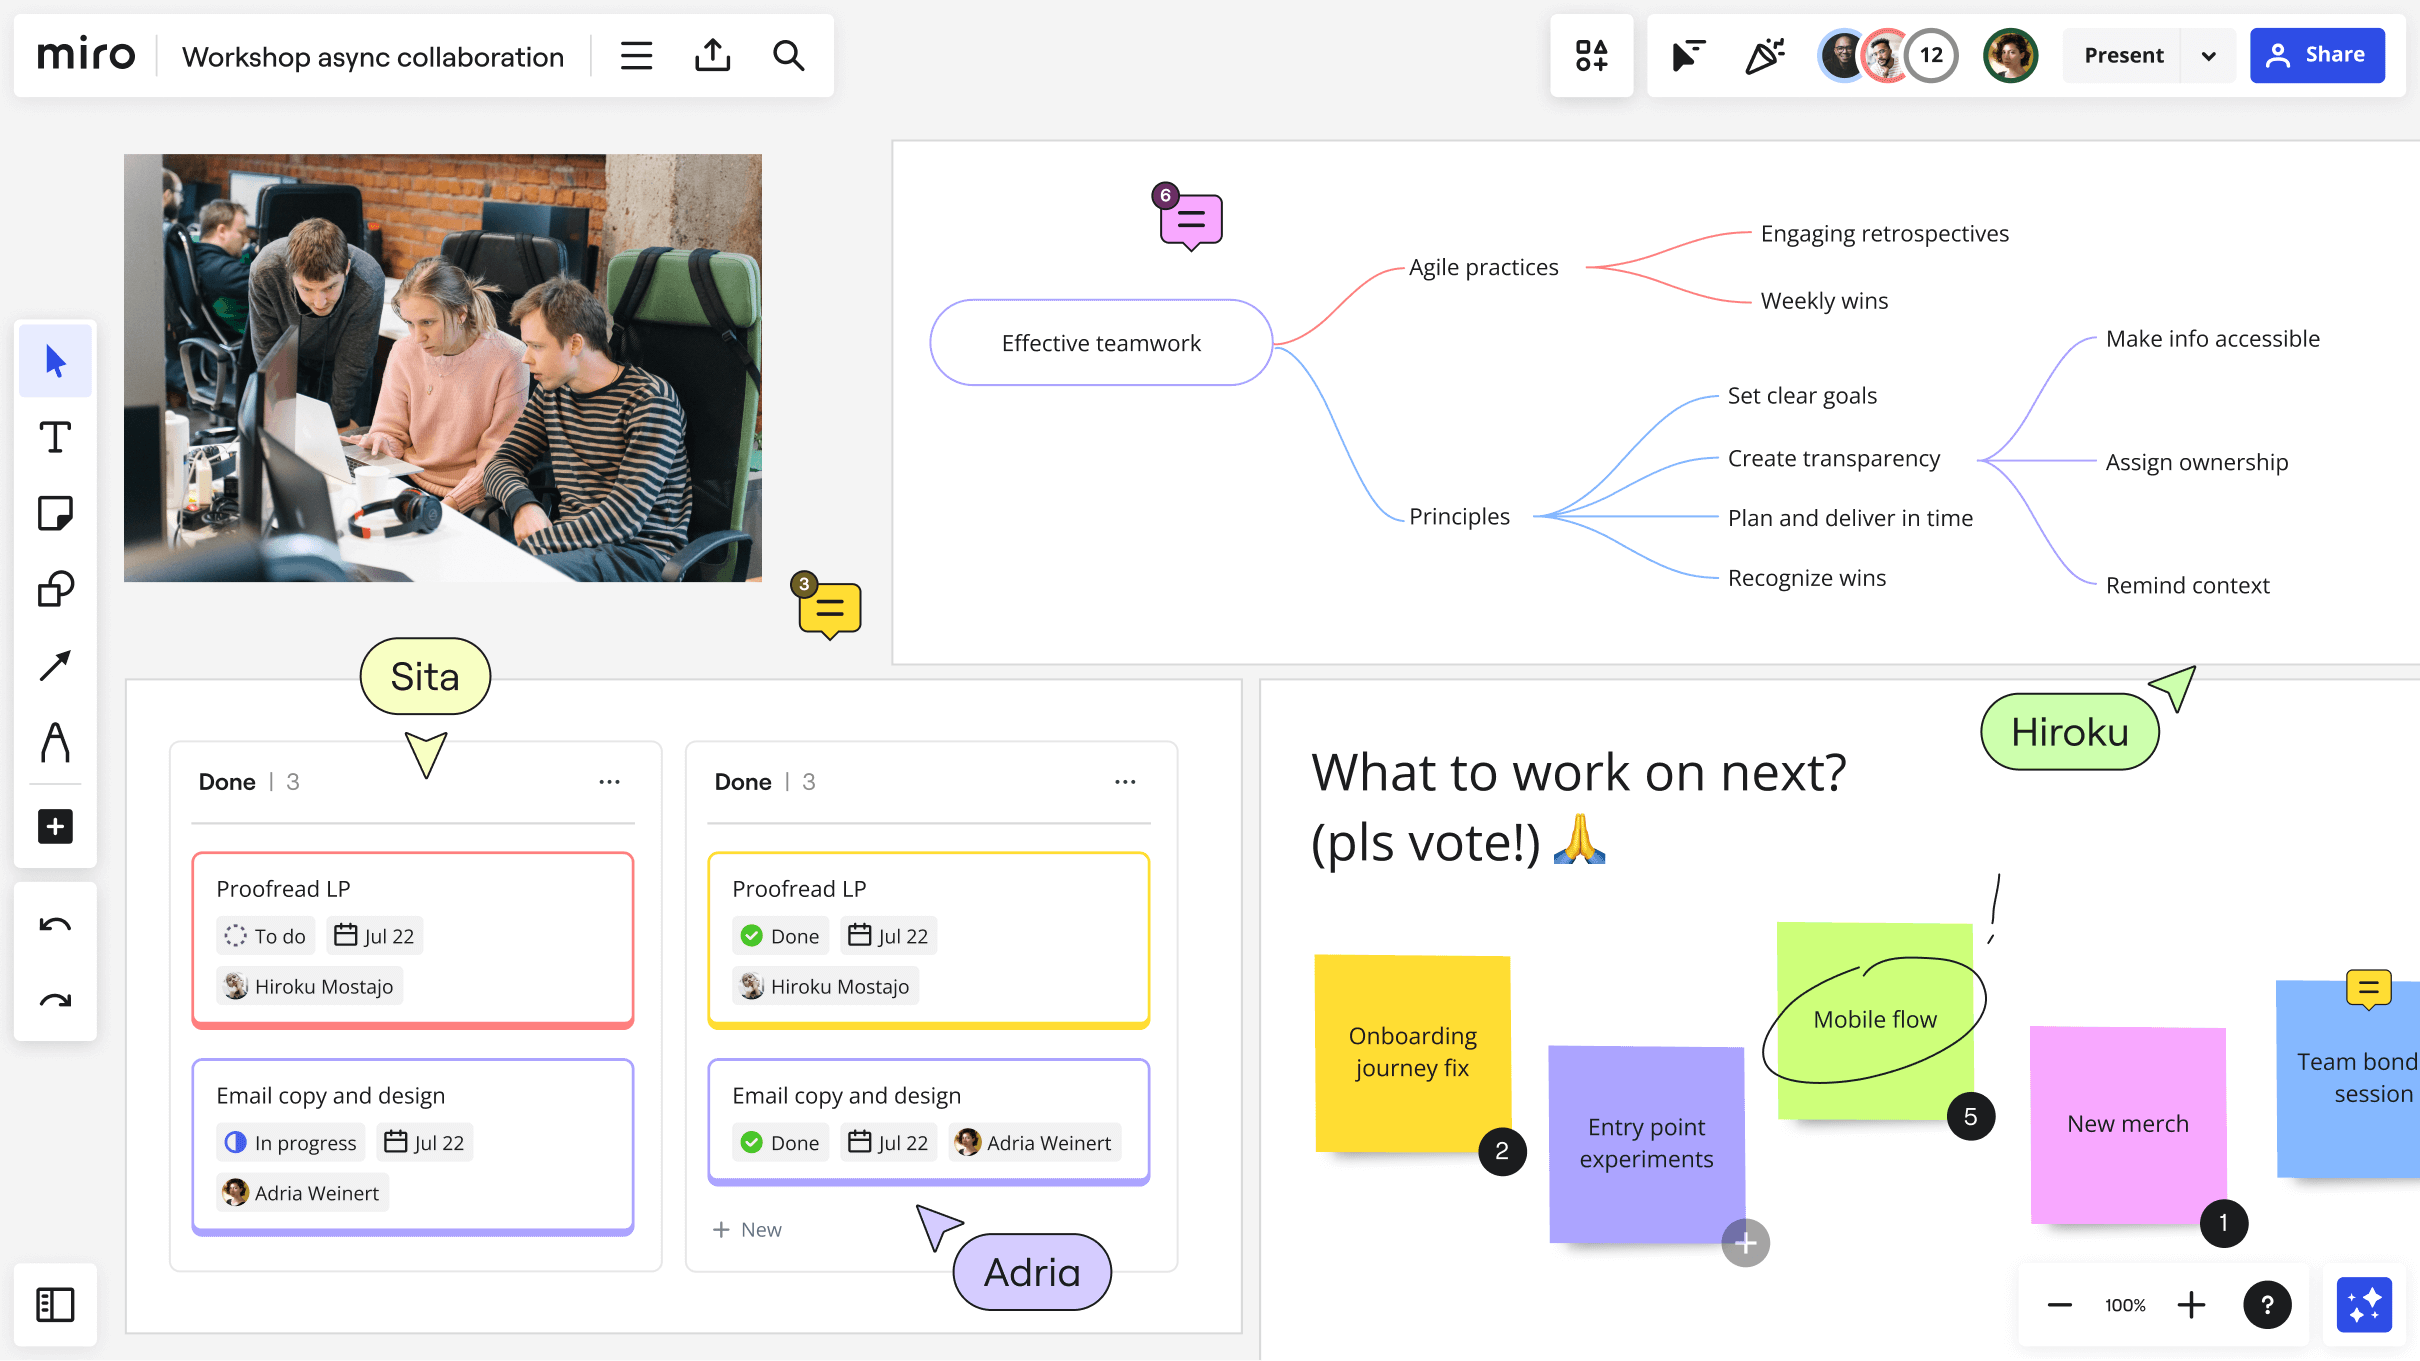 miro
Workshop async collaboration
12
Present
Share
6
Effective teamwork
Agile practices
Engaging retrospectives
Weekly wins
Principles
Set clear goals
Create transparency
Plan and deliver in time
Recognize wins
Make info accessible
Assign ownership
Remind context
3
Sita
Hiroku
Done | 3
Proofread LP
To do
Jul 22
Hiroku Mostajo
Email copy and design
In progress
Jul 22
Adria Weinert
Done | 3
Proofread LP
Done
Jul 22
Hiroku Mostajo
Email copy and design
Done
Jul 22
Adria Weinert
New
Adria
What to work on next?
(pls vote!) 🙏
Onboarding
journey fix
2
Entry point
experiments
Mobile flow
5
New merch
1
Team bond
session
100%
?